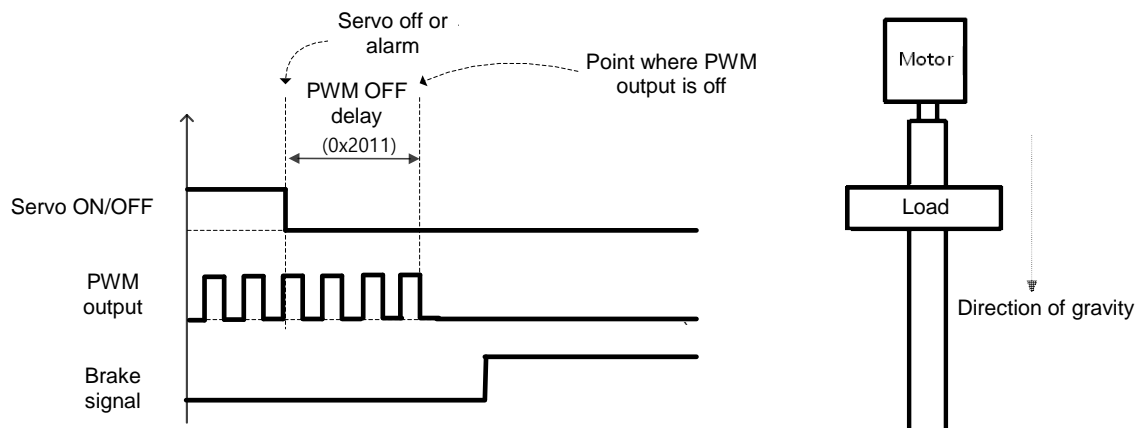 Servo off or
alarm
Point where PWM
output is off
PWM OFF
delay
(0x2011)
Servo ON/OFF
PWM
output
Brake
signal
Motor
Load
Direction of gravity